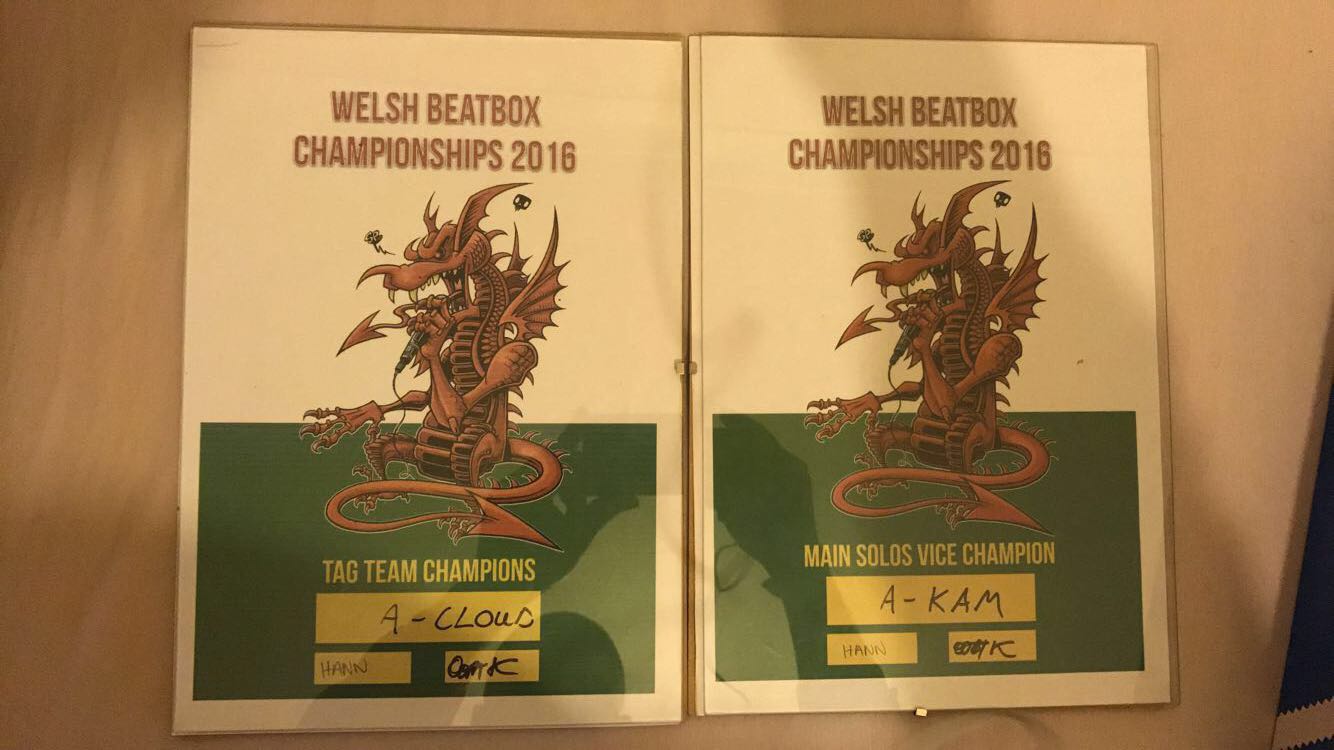 WELSH BEATBOX
CHAMPIONSHIPS 2016
TAG TEAM CHAMPIONS
A-CLOUD
HANN
WELSH BEATBOX
CHAMPIONSHIPS 2016
MAIN SOLOS VICE CHAMPION
A-KAM
HANN